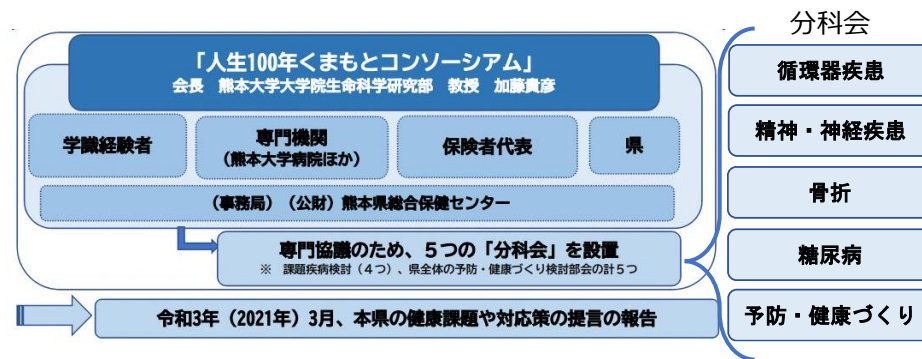 「人生100年くまもとコンソーシアム」
会長 熊本大学大学院生命科学研究部 教授 加藤貴彦
学識経験者
専門機関
(熊本大学病院ほか)
保険者代表
県
(事務局)(公財)熊本県総合保健センター
専門協議のため、5つの「分科会」を設置
※ 課題疾病検討(4つ)、県全体の予防・健康づくり検討部会の計5つ
令和3年(2021年)3月、本県の健康課題や対応策の提言の報告
分科会
循環器疾患
精神・神経疾患
骨折
糖尿病
予防・健康づくり